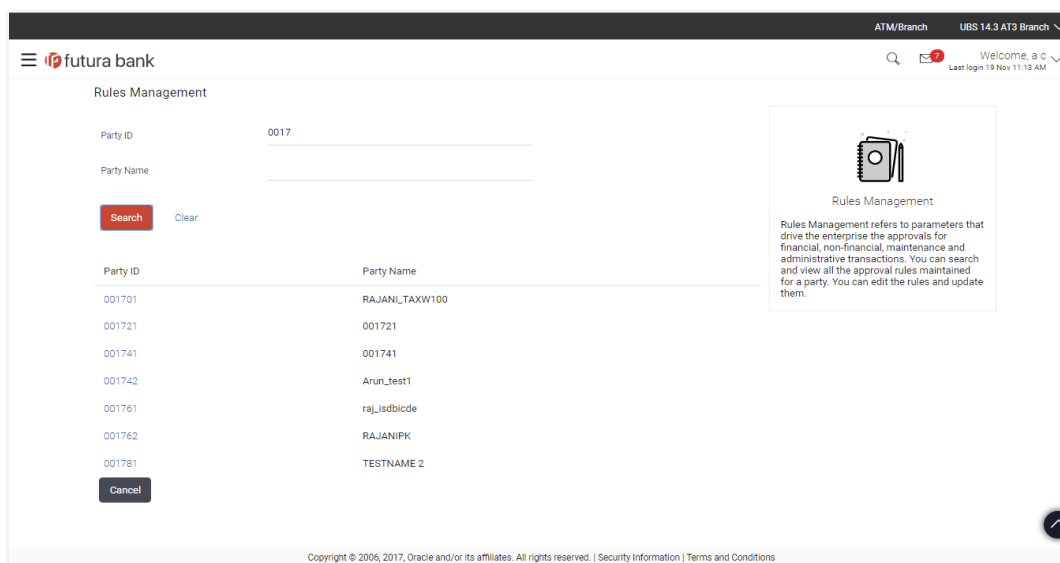 ATM/Branch UBS 14.3 AT3 Branch
futura bank
7
Welcome, a c
Last login 19 Nov 11:13 AM
Rules Management
Party ID 0017
Party Name
Search Clear
Party ID Party Name
001701 RAJANI_TAXW100
001721 001721
001741 001741
001742 Arun_test1
001761 raj_isdbicde
001762 RAJANIPK
001781 TESTNAME 2
Cancel
Rules Management
Rules Management refers to parameters that
drive the enterprise the approvals for
financial, non-financial, maintenance and
administrative transactions. You can search
and view all the approval rules maintained
for a party. You can edit the rules and update
them.
Copyright © 2006, 2017, Oracle and/or its affiliates. All rights reserved. | Security Information | Terms and Conditions